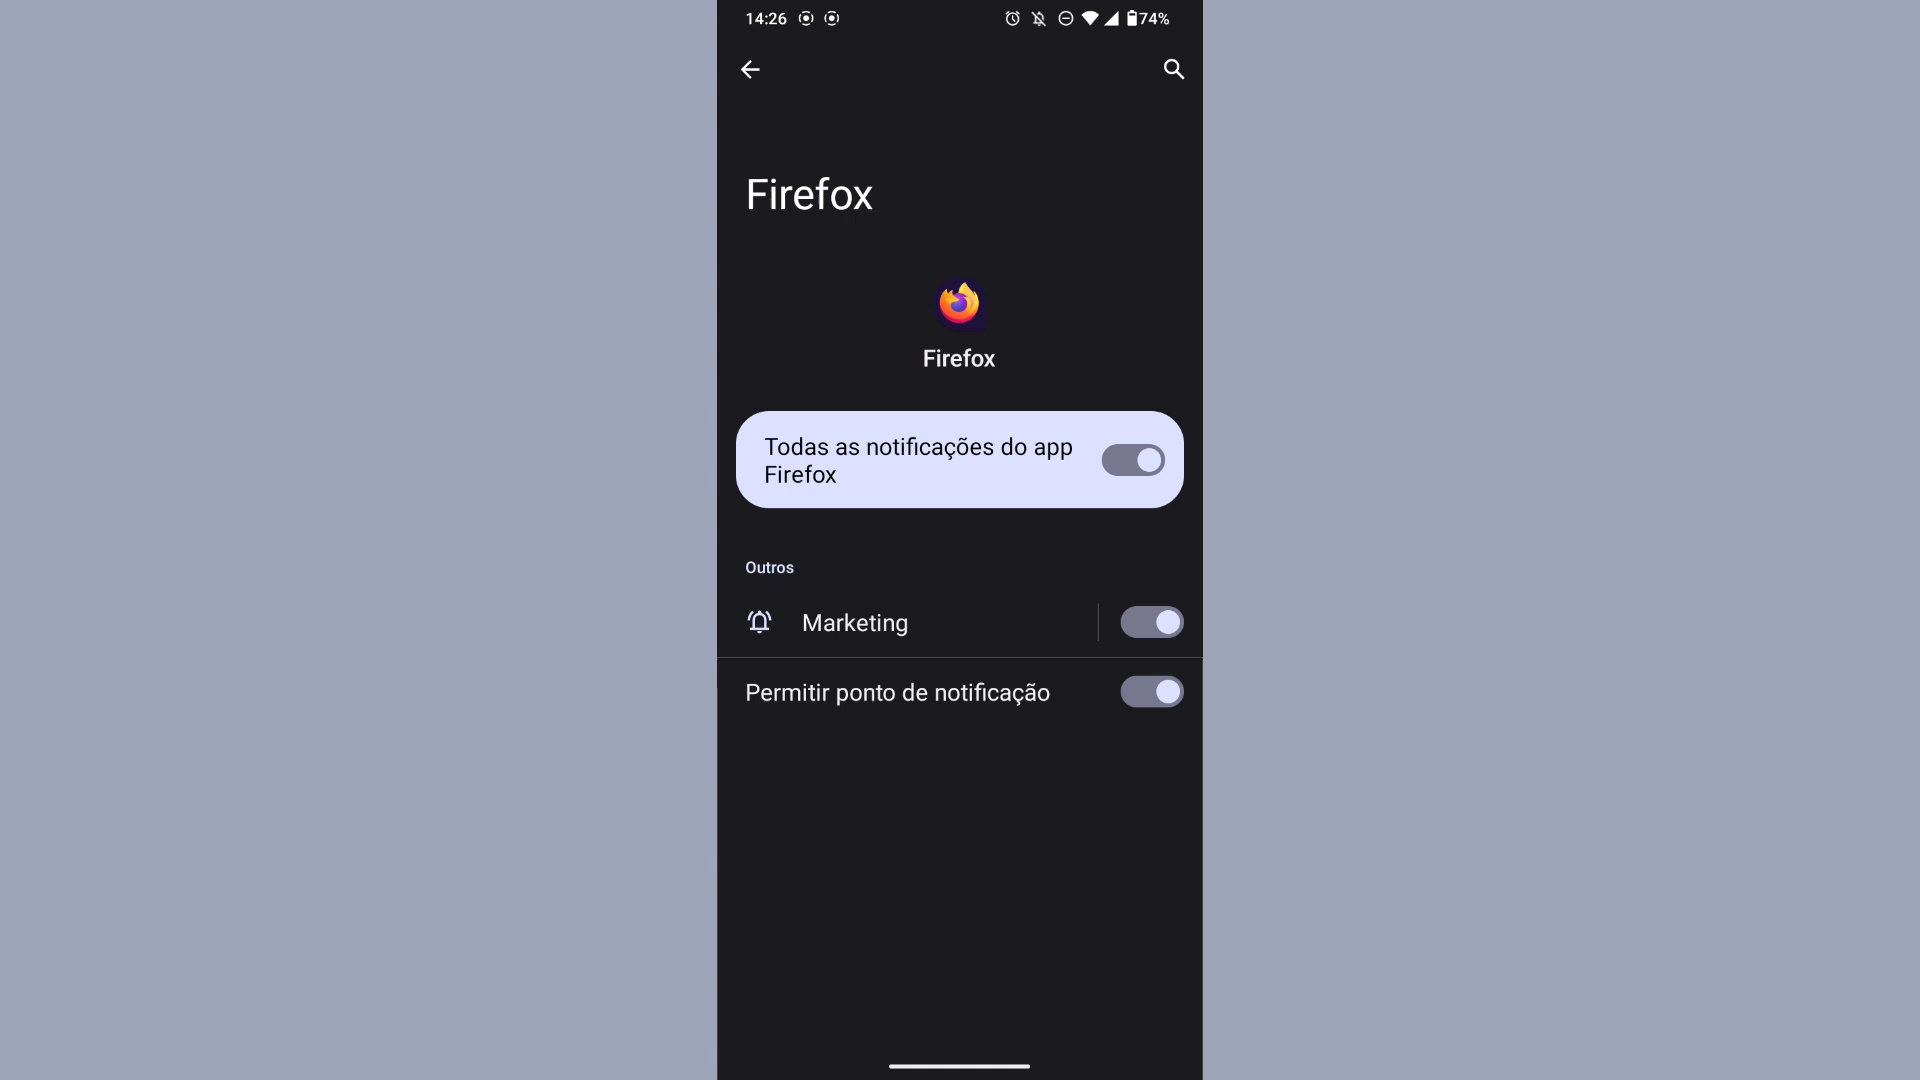 14:26
74%
Firefox
Firefox
Todas as notificações do app
Firefox
Outros
Marketing
Permitir ponto de notificação